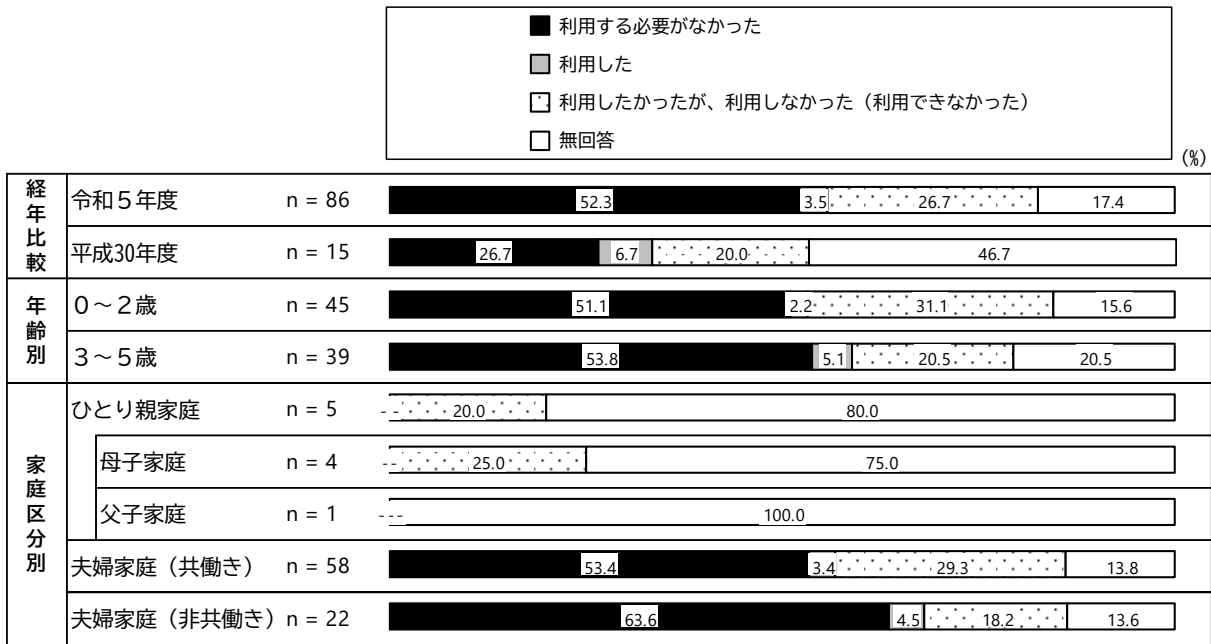 利用する必要がなかった
利用した
利用したかったが、利用しなかった（利用できなかった）
無回答
(%)
経年比較
令和５年度 n = 86 52.3 3.5 26.7 17.4
平成30年度 n = 15 26.7 6.7 20.0 46.7
年齢別
０～２歳 n = 45 51.1 2.2 31.1 15.6
３～５歳 n = 39 53.8 5.1 20.5 20.5
家庭区分別
ひとり親家庭 n = 5 - - 20.0 80.0
母子家庭 n = 4 - - 25.0 75.0
父子家庭 n = 1 - - - 100.0
夫婦家庭（共働き） n = 58 53.4 3.4 29.3 13.8
夫婦家庭（非共働き） n = 22 63.6 4.5 18.2 13.6